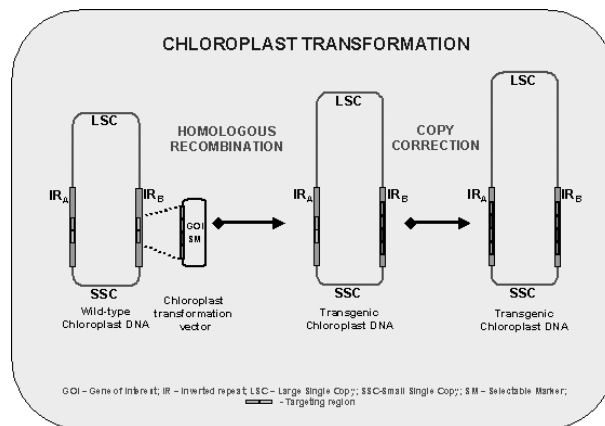 CHLOROPLAST TRANSFORMATION
LSC
LSC
LSC
HOMOLOGOUS
RECOMBINATION
COPY
CORRECTION
IRA
IRB
GOI
SM
IRA
IRB
IRA
IRB
SSC
SSC
SSC
Wild-type
Chloroplast DNA
Chloroplast
transformation
vector
Transgenic
Chloroplast DNA
Transgenic
Chloroplast DNA
GOI – Gene of Interest; IR – Inverted repeat; LSC – Large Single Copy; SSC-Small Single Copy; SM – Selectable Marker;
- Targeting region